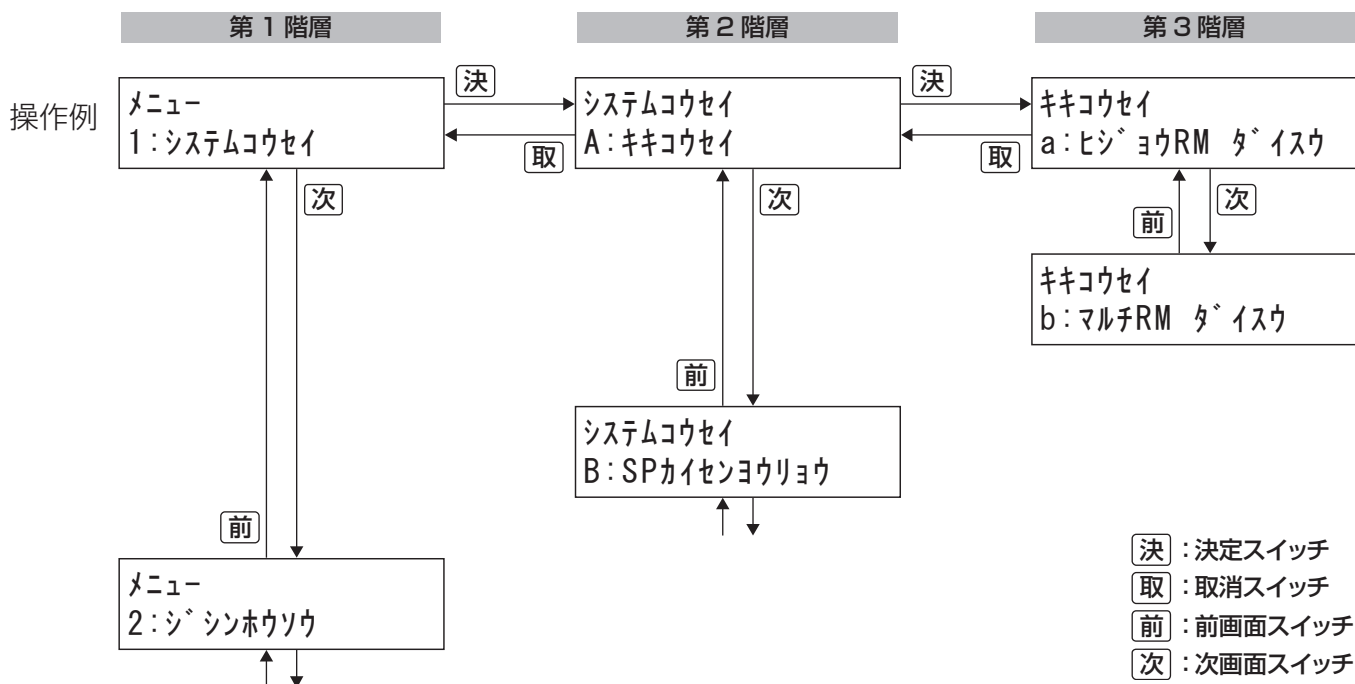 第1階層
第2階層
第3階層
操作例
メニュー
1:システムコウセイ
決
取
システムコウセイ
A:キキコウセイ
決
取
キキコウセイ
a:ヒジョウRM ダイスウ
次
次
前
次
キキコウセイ
b:マルチRM ダイスウ
前
システムコウセイ
B:SPカイセンヨウリョウ
前
メニュー
2:ジシンホウソウ
決:決定スイッチ
取:取消スイッチ
前:前画面スイッチ
次:次画面スイッチ